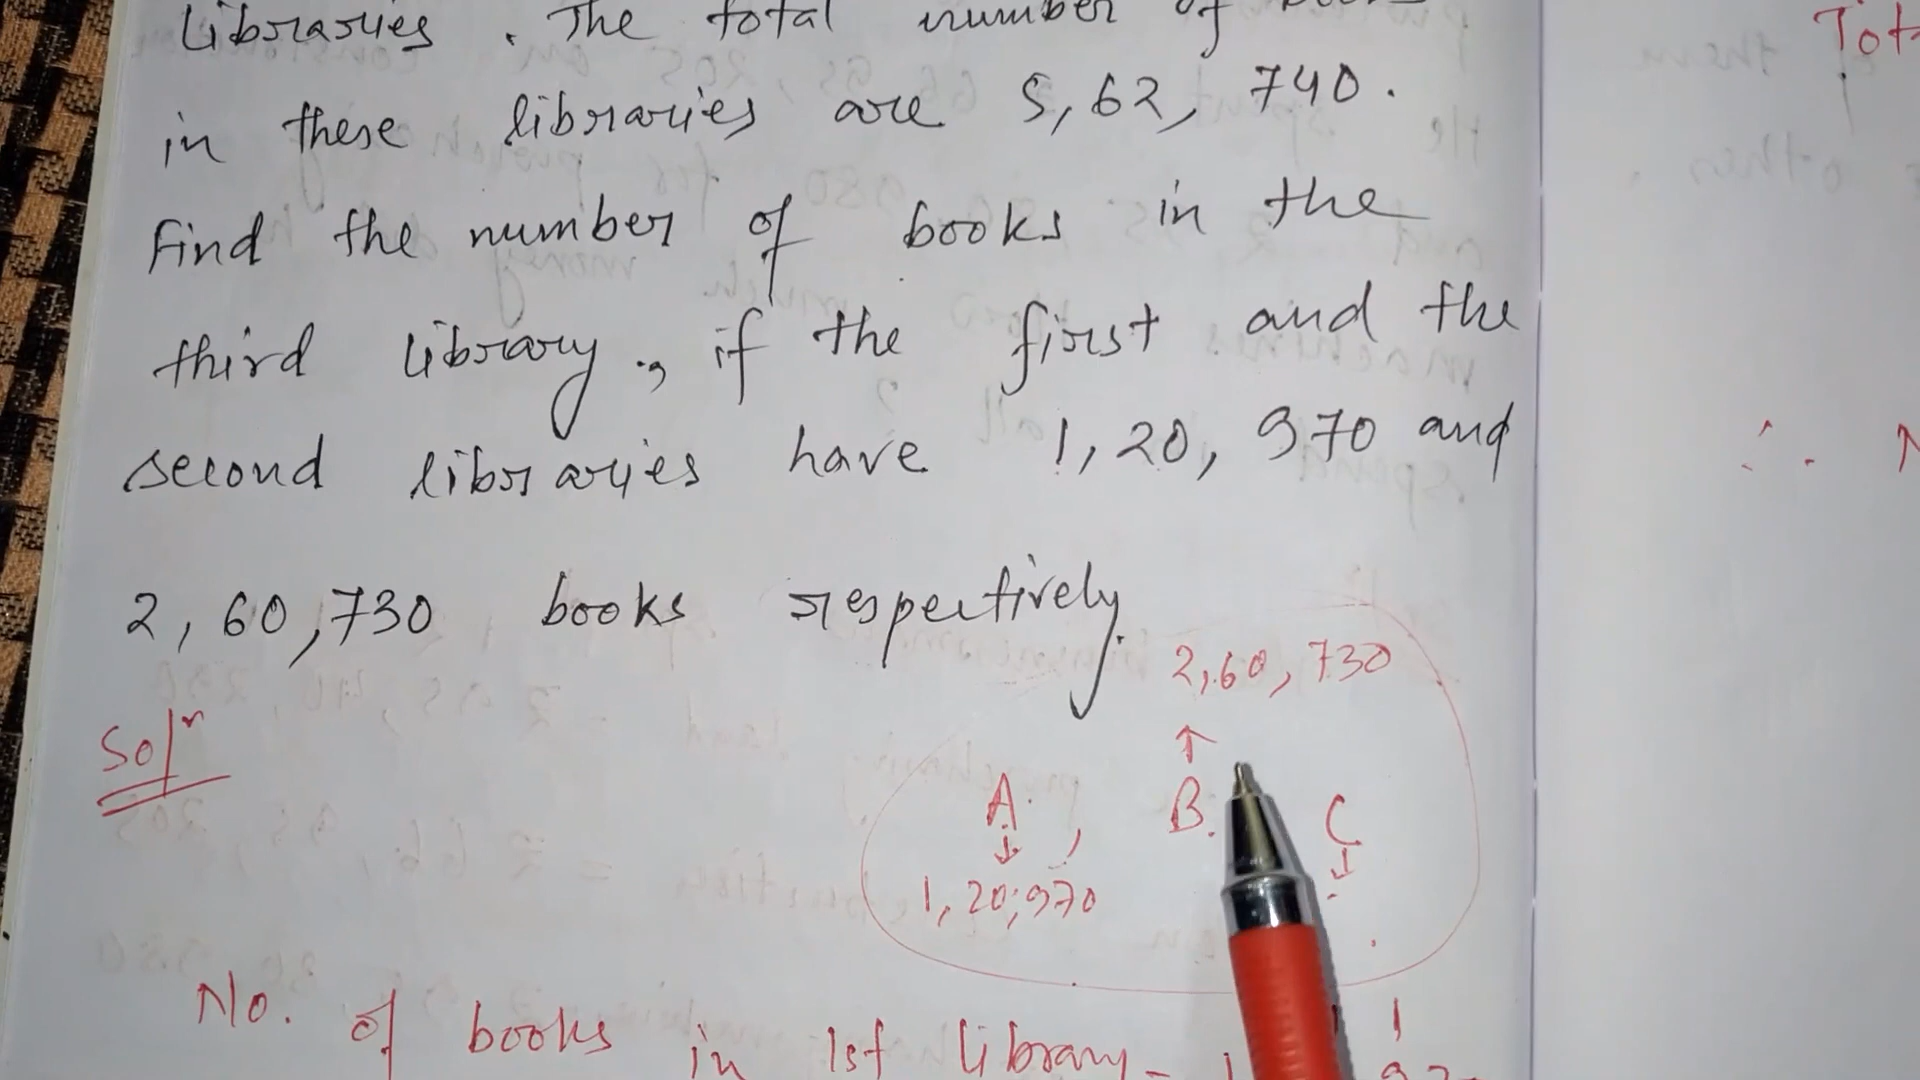 libraries. The total number of
in these libraries are 5,62,740.
Find the number of books in the
third library., if the first and the
second libraries have 1,20,970 and
2,60,730 books respectively.
2,60,730
Solⁿ
↑
A, B. C
↓ ↓
1,20,970
No. of books in 1st library =
Tot
∴ N